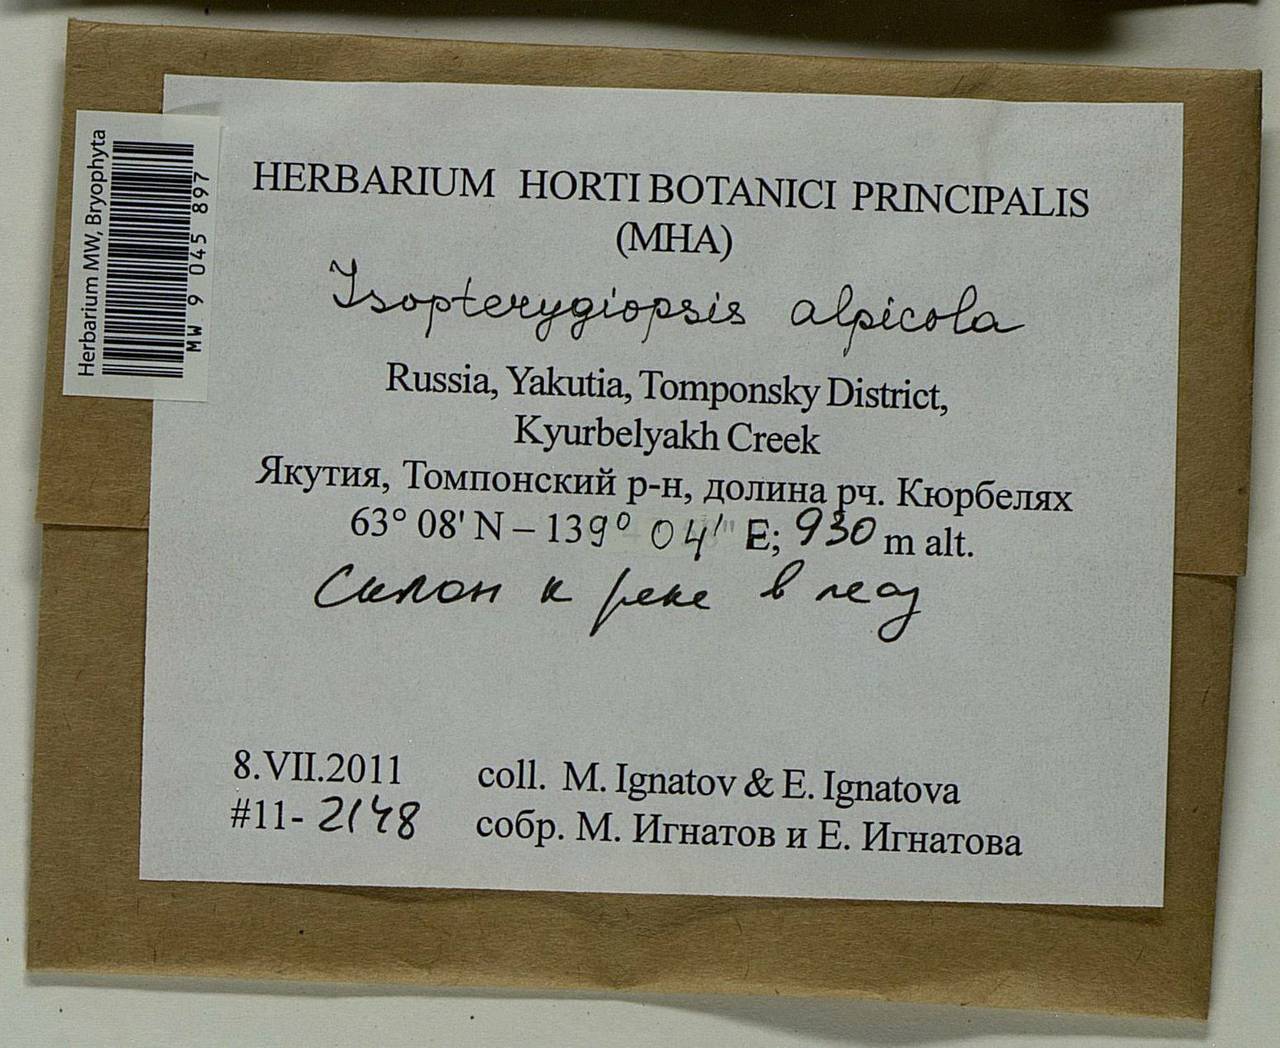 Herbarium MW, Bryophyta
MW 9 045 897
HERBARIUM HORTI BOTANICI PRINCIPALIS
(MHA)
Isopterygiopsis alpicola
Russia, Yakutia, Tomponsky District,
Kyurbelyakh Creek
Якутия, Томпонский р-н, долина рч. Кюрбелях
63° 08' N – 139° 04' E; 930 m alt.
Склон к реке в лесу
8.VII.2011 coll. M. Ignatov & E. Ignatova
#11- 2148 собр. М. Игнатов и Е. Игнатова